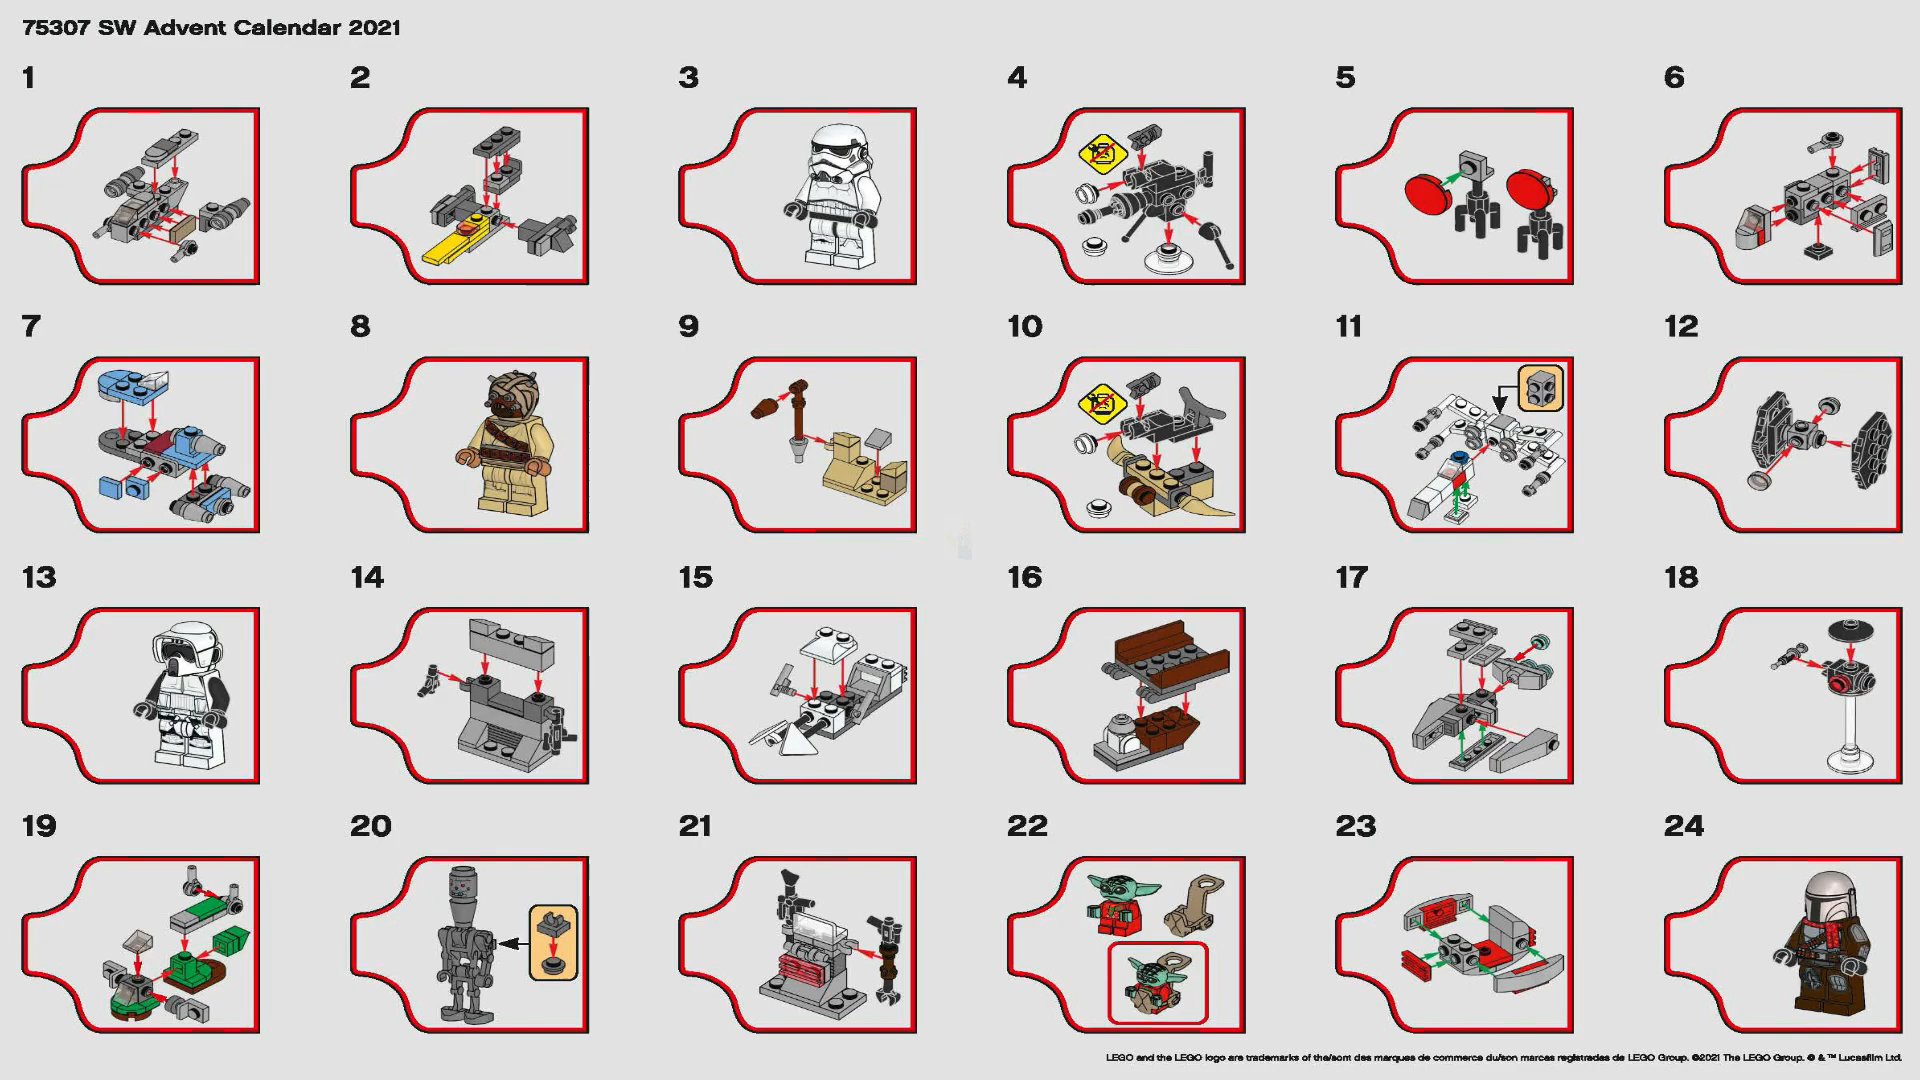 75307 SW Advent Calendar 2021
1 2 3 4 5 6
7 8 9 10 11 12
13 14 15 16 17 18
19 20 21 22 23 24
LEGO and the LEGO logo are trademarks of the/sont des marques de commerce du/son marcas registradas de LEGO Group. ©2021 The LEGO Group. © & ™ Lucasfilm Ltd.